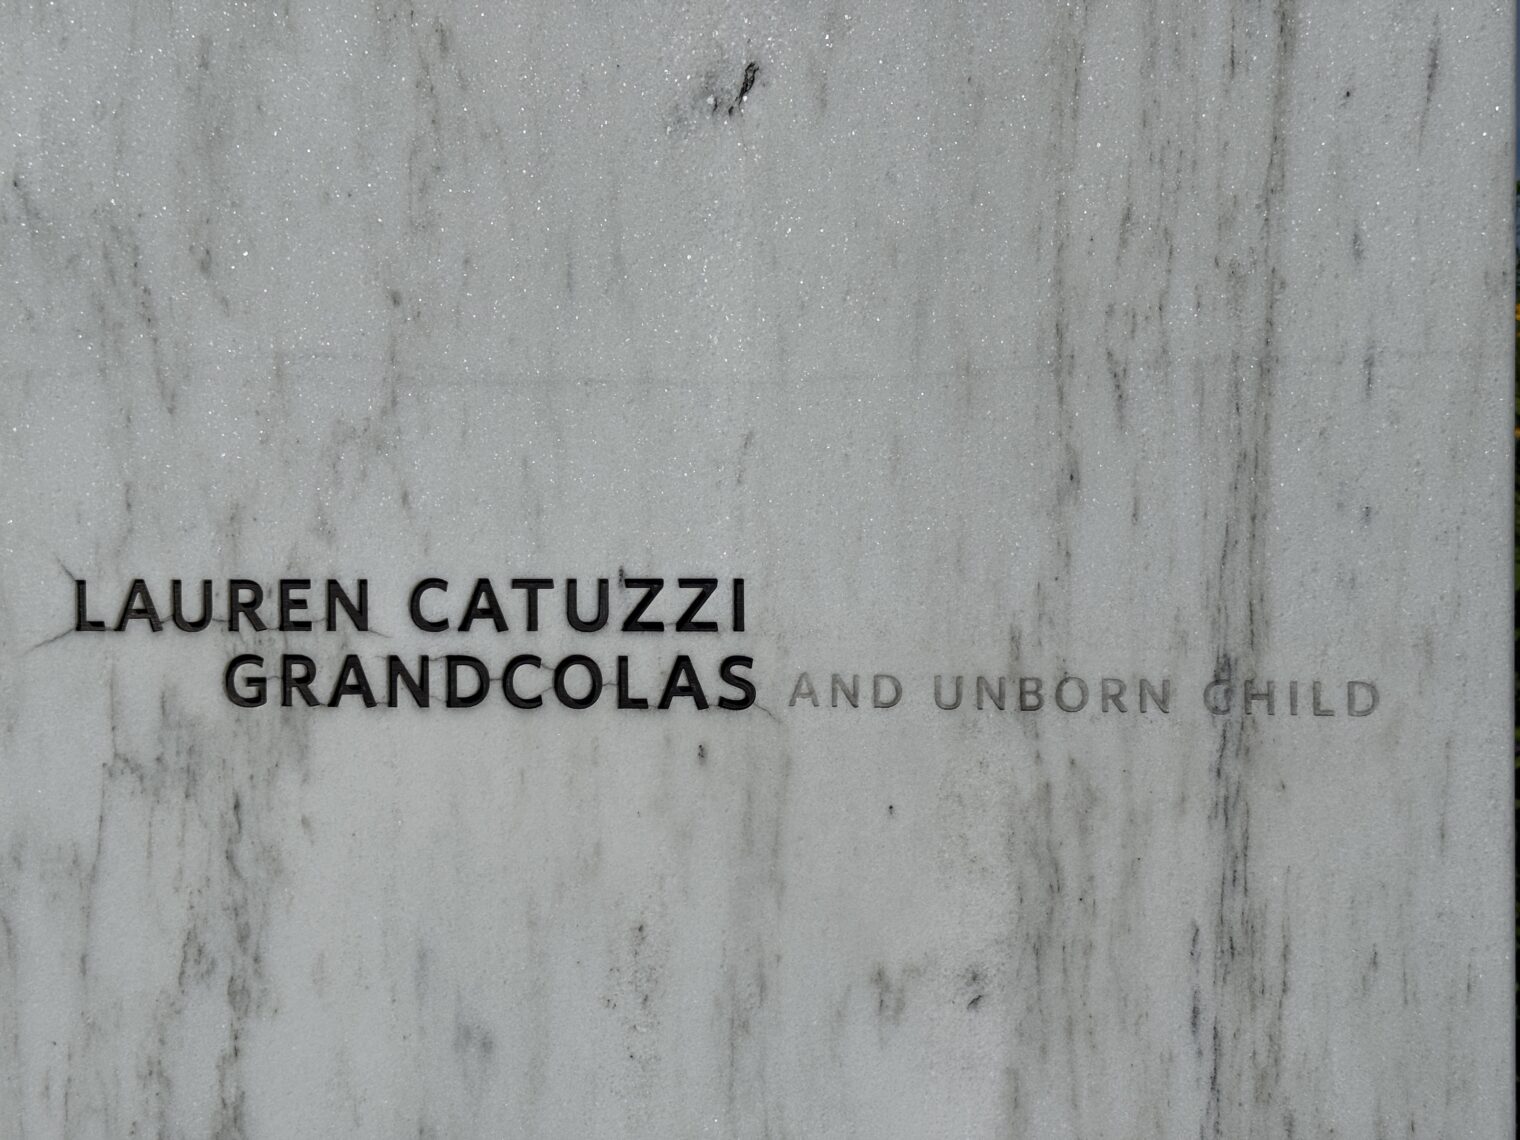 LAUREN CATUZZI
GRANDCOLAS AND UNBORN CHILD